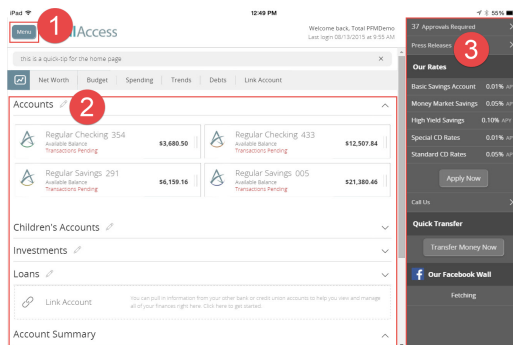 iPad
12:49 PM
55%
Menu
1
Access
Welcome back, Total PFMDemo
Last login 08/13/2015 at 9:55 AM
this is a quick-tip for the home page
Net Worth
Budget
Spending
Trends
Debts
Link Account
Accounts
2
Regular Checking 354
Available Balance
Transactions Pending
$3,680.50
Regular Checking 433
Available Balance
Transactions Pending
$12,507.84
Regular Savings 291
Available Balance
Transactions Pending
$6,159.16
Regular Savings 005
Available Balance
Transactions Pending
$21,380.46
Children's Accounts
Investments
Loans
Link Account
You can pull in information from your other bank or credit union accounts to help you view and manage
all of your finances right here. Click here to get started.
Account Summary
37 Approvals Required
Press Releases
3
Our Rates
Basic Savings Account 0.01%
Money Market Savings 0.05%
High Yield Savings 0.10%
Special CD Rates 0.01%
Standard CD Rates 0.05%
Apply Now
Call Us
Quick Transfer
Transfer Money Now
f Our Facebook Wall
Fetching